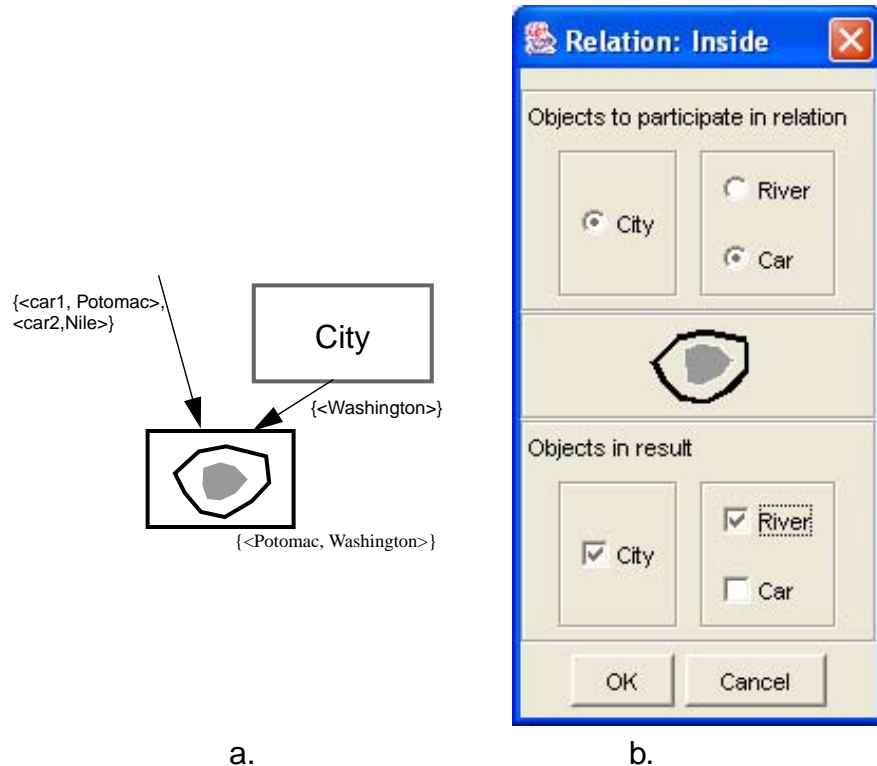 {<car1, Potomac>,
<car2,Nile>}
City
{<Washington>}
{<Potomac, Washington>}
a.
Relation: Inside
Objects to participate in relation
City
River
Car
Objects in result
City
River
Car
OK
Cancel
b.